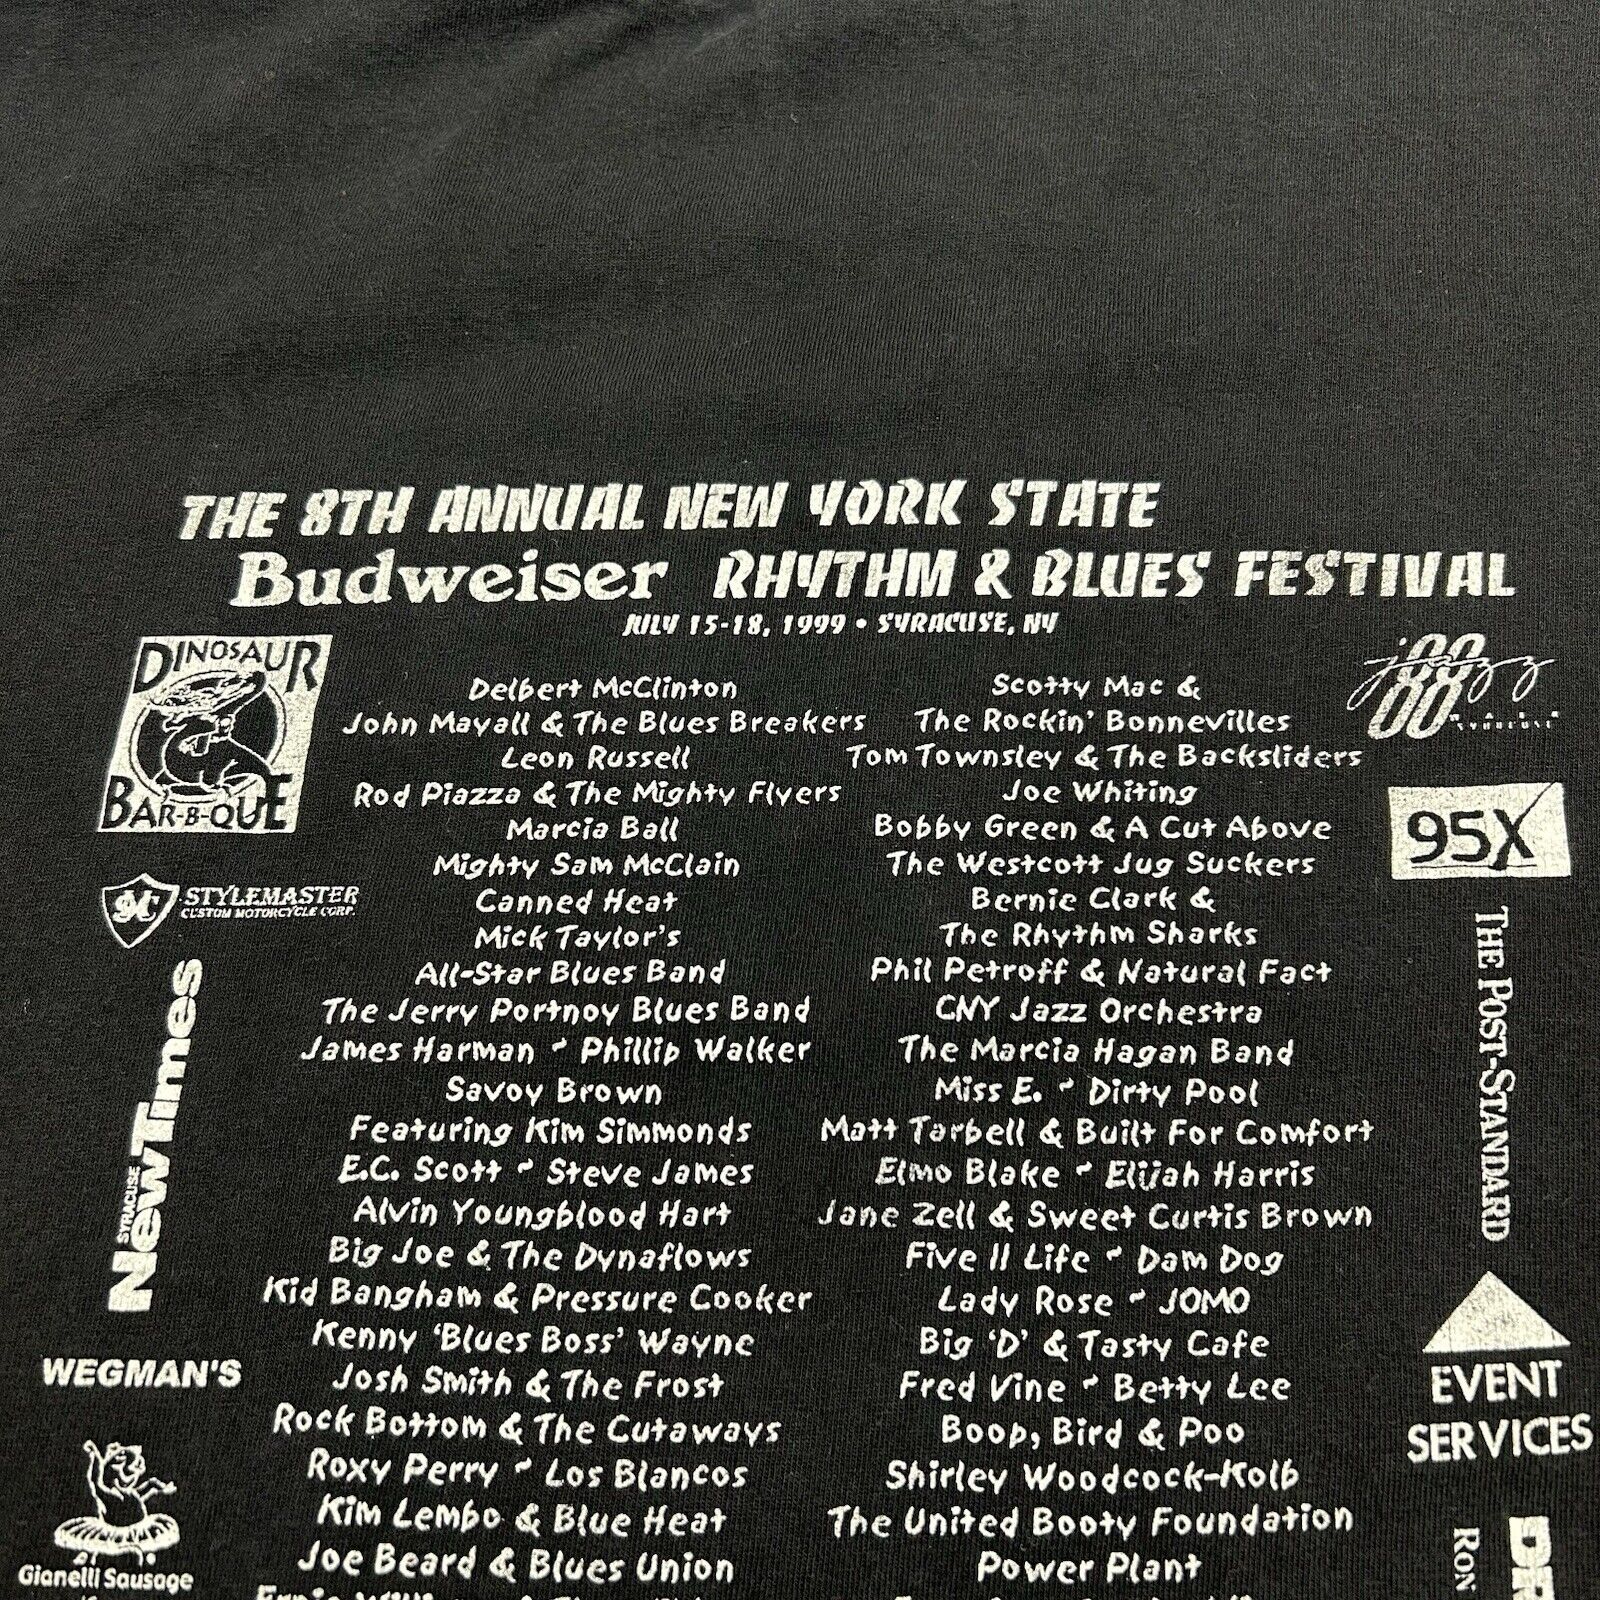 THE 8TH ANNUAL NEW YORK STATE
Budweiser RHYTHM & BLUES FESTIVAL
JULY 15-18, 1999 • SYRACUSE, NY
DINOSAUR
BAR-B-QUE
STYLEMASTER
CUSTOM MOTORCYCLE CORP.
SYRACUSE
NewTimes
WEGMAN'S
Gianelli Sausage
Delbert McClinton
John Mayall & The Blues Breakers
Leon Russell
Rod Piazza & The Mighty Flyers
Marcia Ball
Mighty Sam McClain
Canned Heat
Mick Taylor's
All-Star Blues Band
The Jerry Portnoy Blues Band
James Harman ~ Phillip Walker
Savoy Brown
Featuring Kim Simmonds
E.C. Scott ~ Steve James
Alvin Youngblood Hart
Big Joe & The Dynaflows
Kid Bangham & Pressure Cooker
Kenny 'Blues Boss' Wayne
Josh Smith & The Frost
Rock Bottom & The Cutaways
Roxy Perry ~ Los Blancos
Kim Lembo & Blue Heat
Joe Beard & Blues Union
Scotty Mac &
The Rockin' Bonnevilles
Tom Townsley & The Backsliders
Joe Whiting
Bobby Green & A Cut Above
The Westcott Jug Suckers
Bernie Clark &
The Rhythm Sharks
Phil Petroff & Natural Fact
CNY Jazz Orchestra
The Marcia Hagan Band
Miss E. ~ Dirty Pool
Matt Tarbell & Built For Comfort
Elmo Blake ~ Elijah Harris
Jane Zell & Sweet Curtis Brown
Five II Life ~ Dam Dog
Lady Rose ~ JOMO
Big 'D' & Tasty Cafe
Fred Vine ~ Betty Lee
Boop, Bird & Poo
Shirley Woodcock-Kolb
The United Booty Foundation
Power Plant
jazz
88
95X
THE POST-STANDARD
EVENT
SERVICES
RON
DR